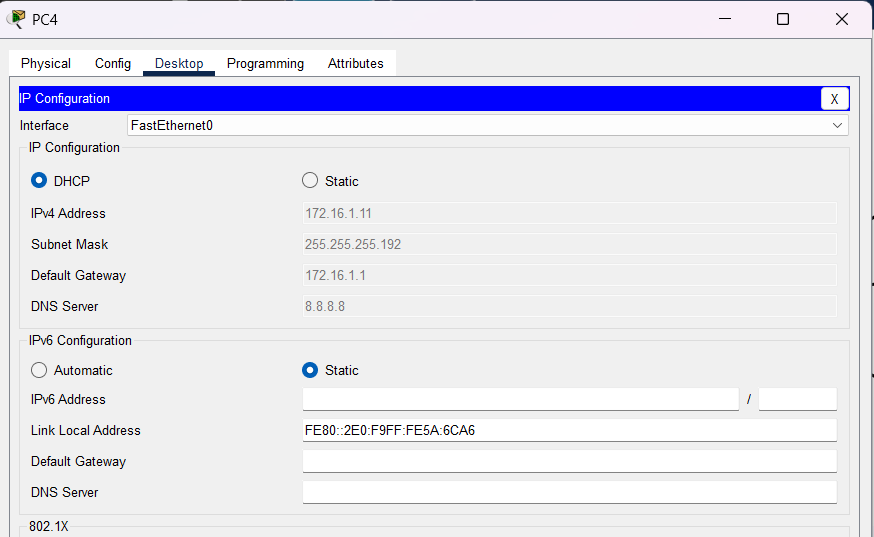 PC4
Physical Config Desktop Programming Attributes
IP Configuration X
Interface FastEthernet0
IP Configuration
DHCP Static
IPv4 Address 172.16.1.11
Subnet Mask 255.255.255.192
Default Gateway 172.16.1.1
DNS Server 8.8.8.8
IPv6 Configuration
Automatic Static
IPv6 Address /
Link Local Address FE80::2E0:F9FF:FE5A:6CA6
Default Gateway
DNS Server
802.1X